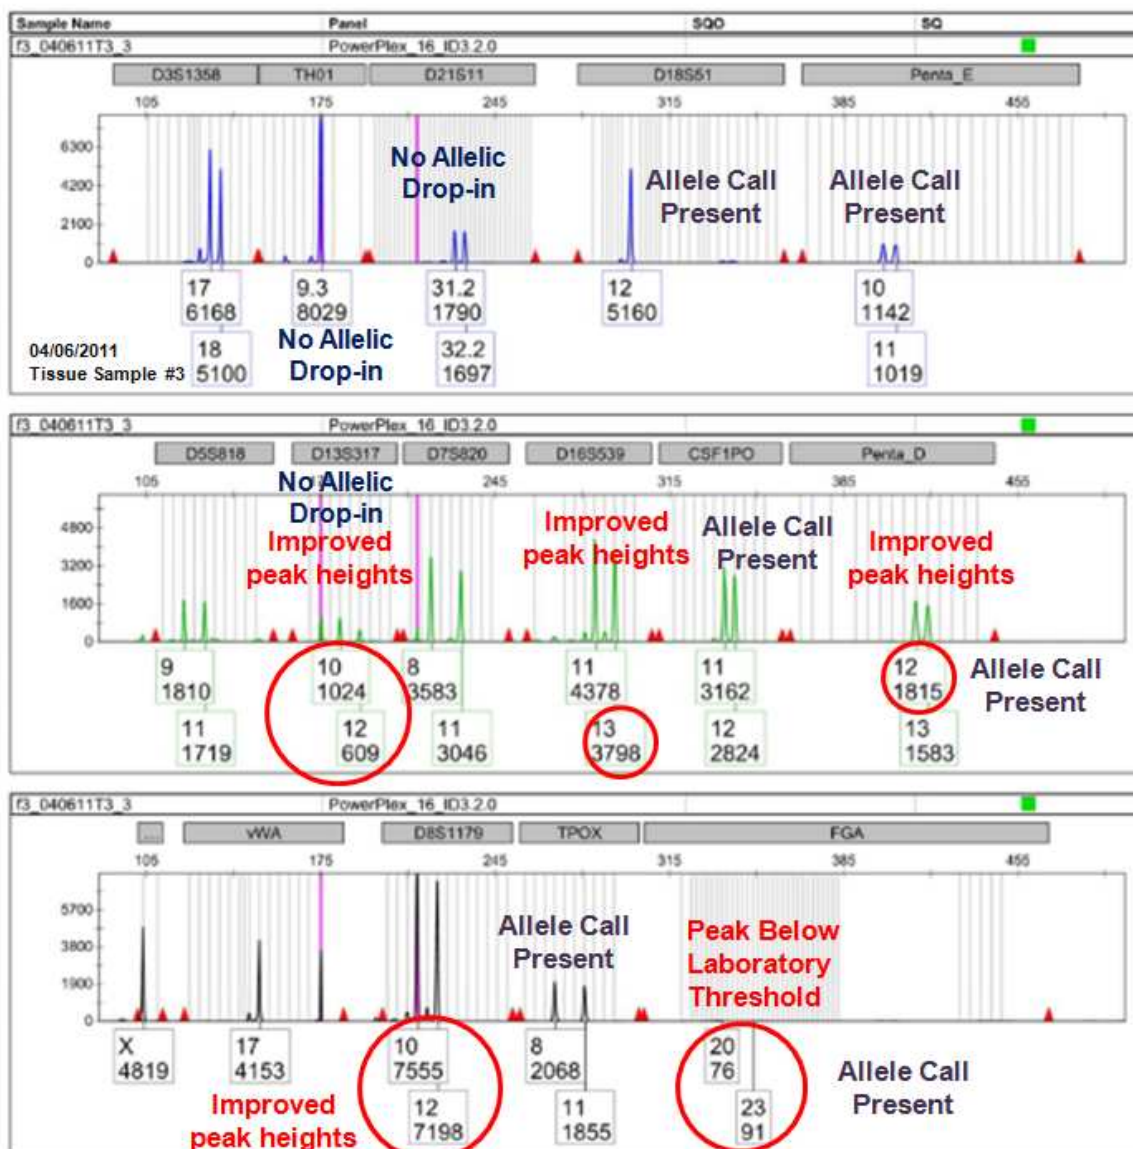 Sample Name Panel SQO SQ
f3_040611T3_3 PowerPlex_16_ID3.2.0
D3S1358 TH01 D21S11 D18S51 Penta_E
105 175 245 315 385 455
6300
4200
2100
0
No Allelic
Drop-in
Allele Call
Present
Allele Call
Present
17
6168
9.3
8029
31.2
1790
12
5160
10
1142
18
5100
32.2
1697
11
1019
No Allelic
Drop-in
04/06/2011
Tissue Sample #3
f3_040611T3_3 PowerPlex_16_ID3.2.0
D5S818 D13S317 D7S820 D16S539 CSF1PO Penta_D
105 245 315 385 455
4800
3200
1600
0
No Allelic
Drop-in
Improved
peak heights
Improved
peak heights
Allele Call
Present
Improved
peak heights
9
1810
10
1024
8
3583
11
4378
11
3162
12
1815
11
1719
12
609
11
3046
13
3798
12
2824
13
1583
Allele Call
Present
f3_040611T3_3 PowerPlex_16_ID3.2.0
... vWA D8S1179 TPOX FGA
105 175 245 315 385 455
5700
3800
1900
0
Allele Call
Present
Peak Below
Laboratory
Threshold
X
4819
17
4153
10
7555
8
2068
20
76
12
7198
11
1855
23
91
Improved
peak heights
Allele Call
Present